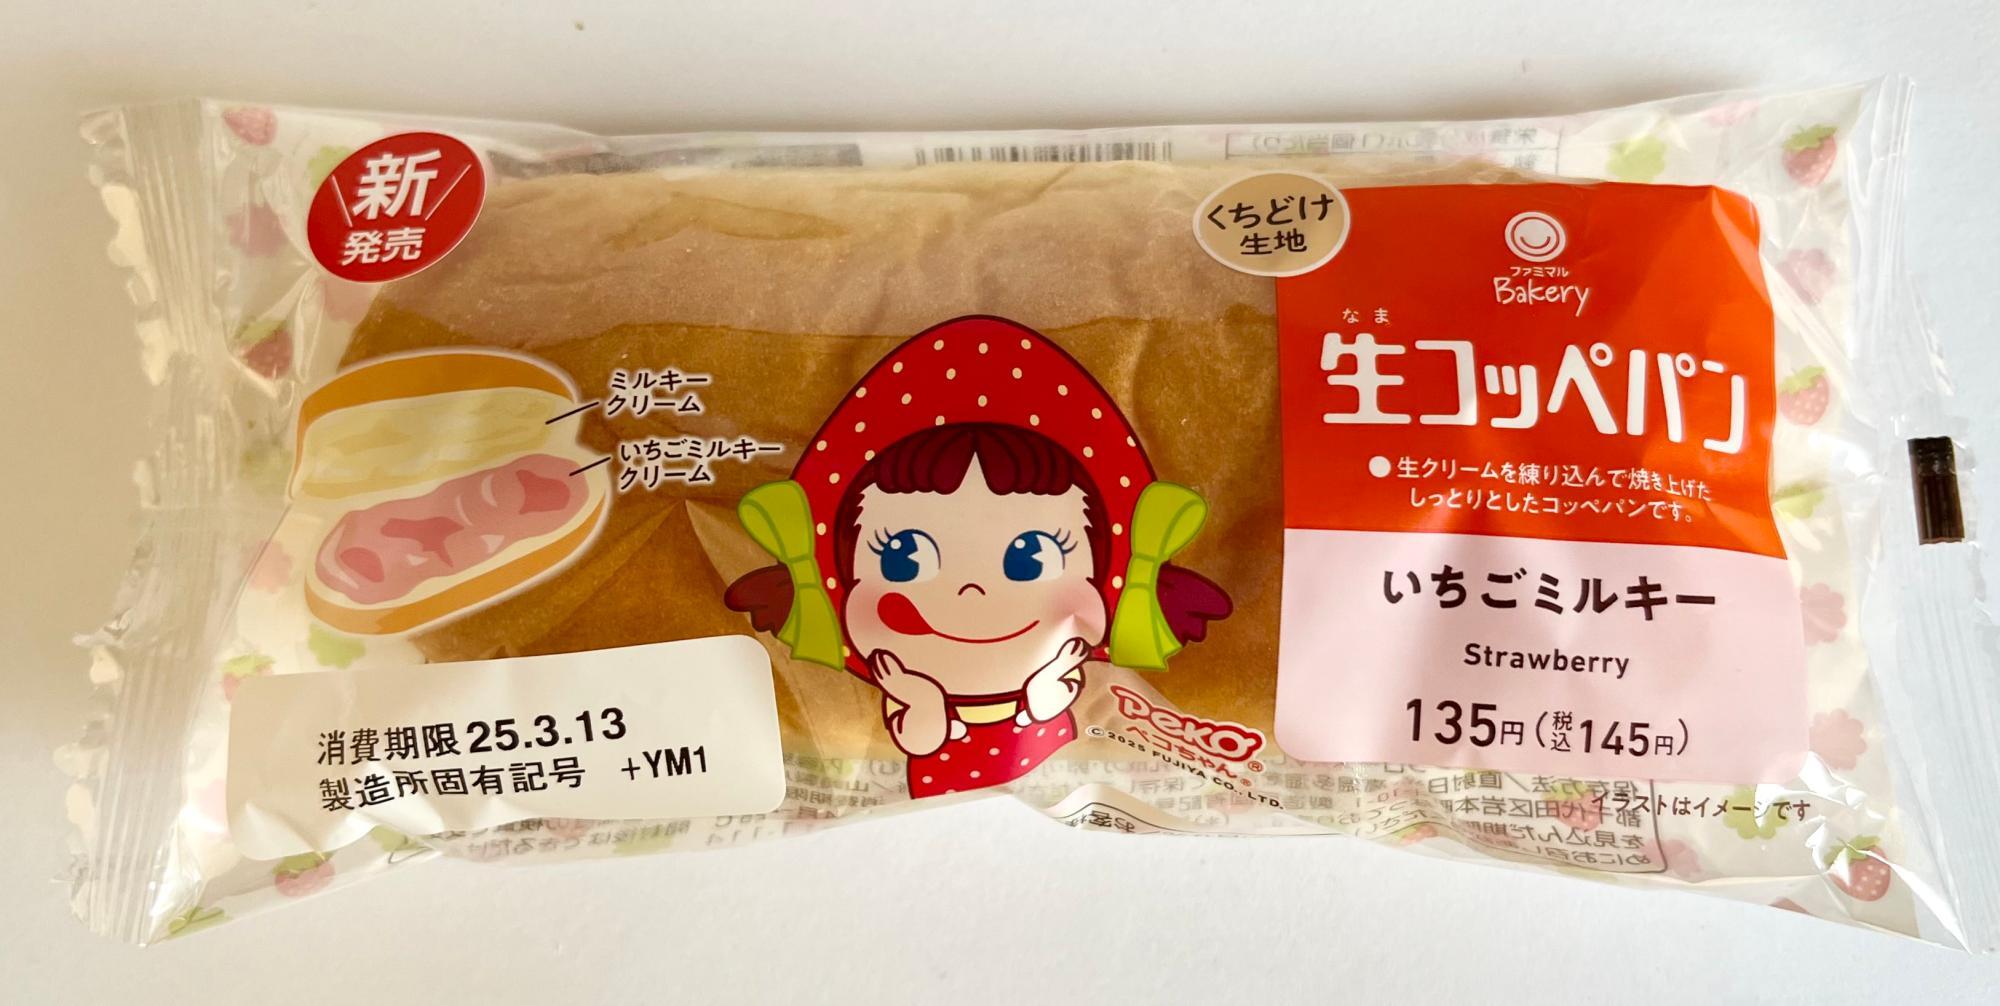 新
発売
くちどけ
生地
ファミマル
Bakery
なま
生コッペパン
●生クリームを練り込んで焼き上げた
しっとりとしたコッペパンです。
ミルキー
クリーム
いちごミルキー
クリーム
いちごミルキー
Strawberry
135円(税込145円)
消費期限25.3.13
製造所固有記号 +YM1
PEKO®
ペコちゃん®
©2025 FUJIYA CO., LTD.
イラストはイメージです